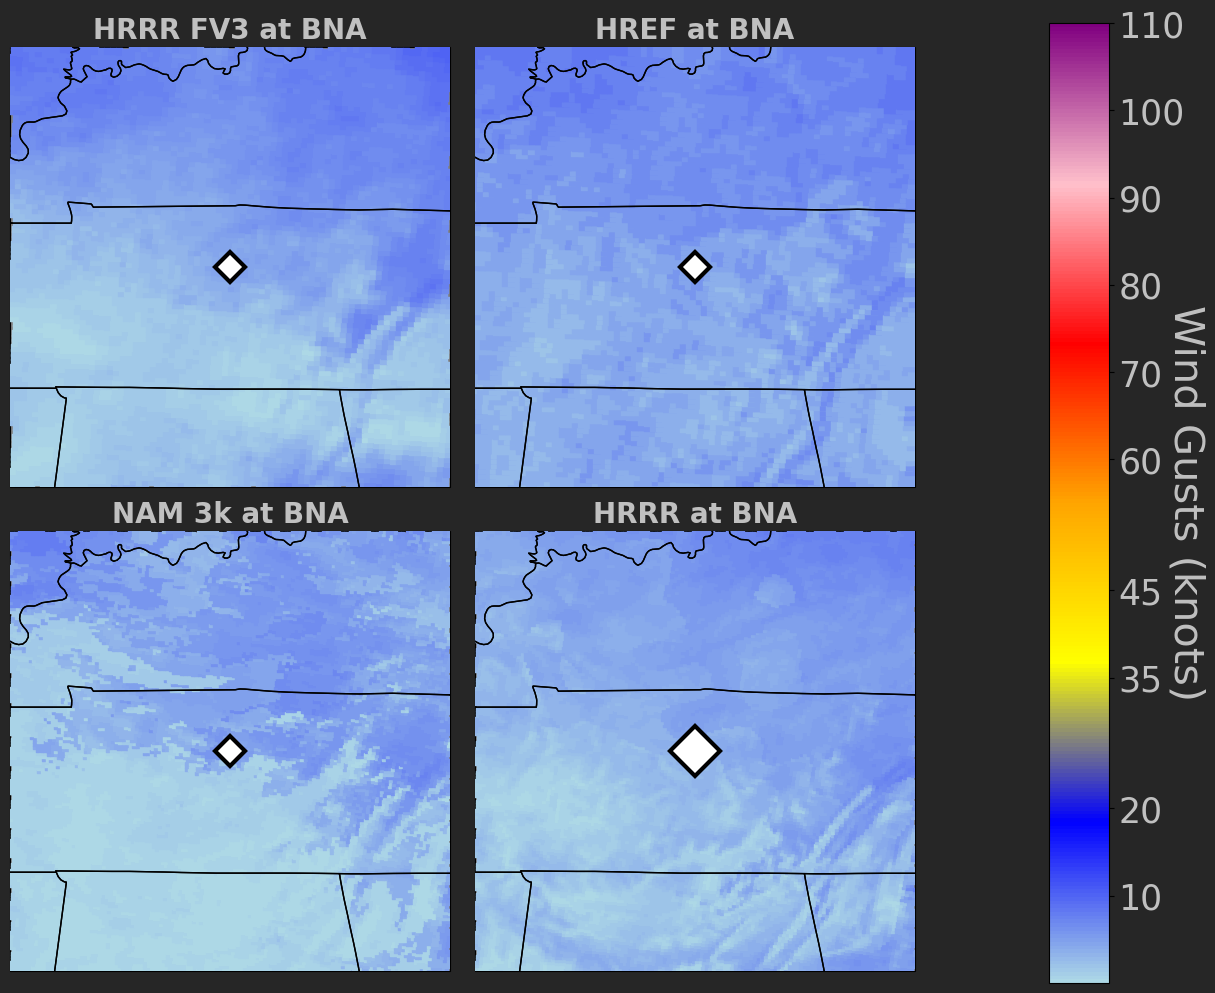 HRRR FV3 at BNA
HREF at BNA
NAM 3k at BNA
HRRR at BNA
110
100
90
80
70
60
45
35
20
10
Wind Gusts (knots)